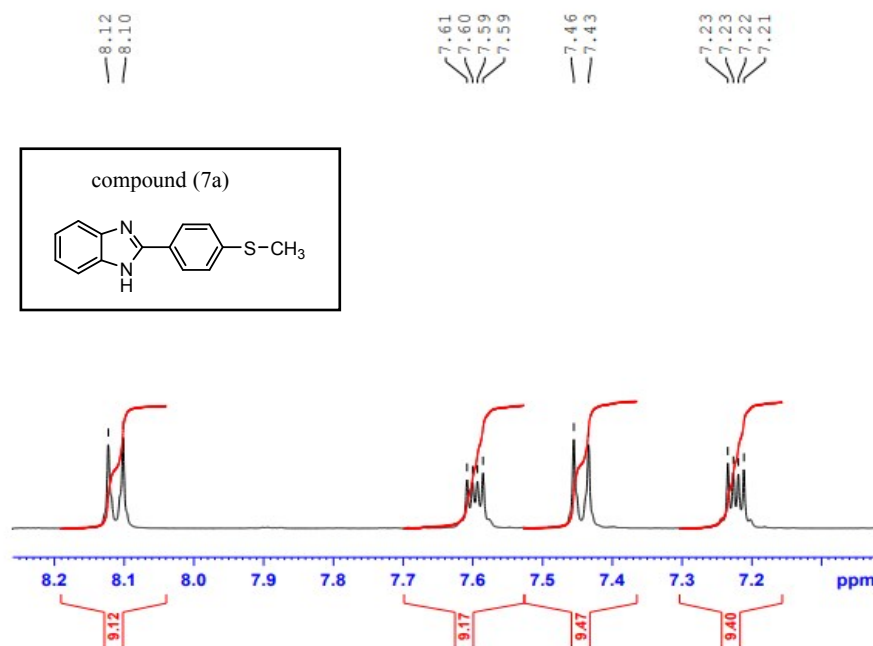 8.12 8.10 7.61 7.60 7.59 7.59 7.46 7.43 7.23 7.23 7.22 7.21
compound (7a)
N
S CH3
N
H
8.2 8.1 8.0 7.9 7.8 7.7 7.6 7.5 7.4 7.3 7.2 ppm
9.12 9.17 9.47 9.40